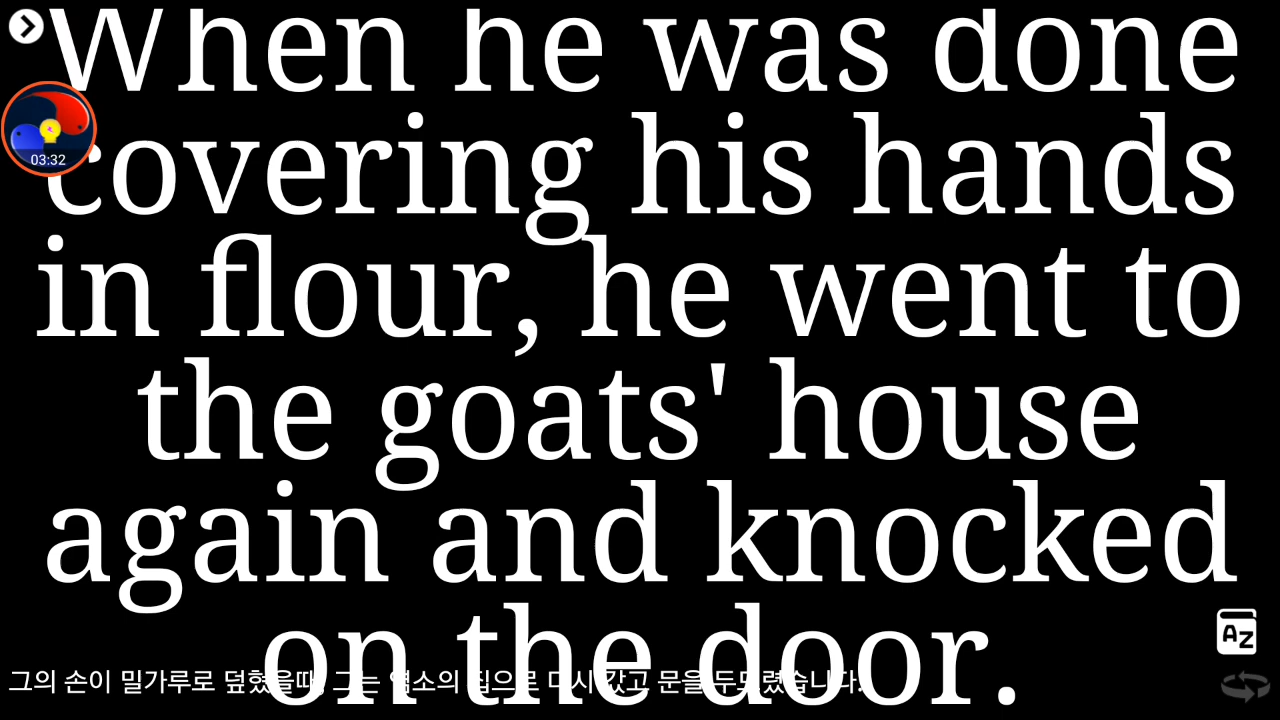 When he was done
03:32
covering his hands
in flour, he went to
the goats' house
again and knocked
on the door.
그의 손이 밀가루로 덮혔을때, 그는 염소의 집으로 다시 갔고 문을 두드렸습니다.
AZ